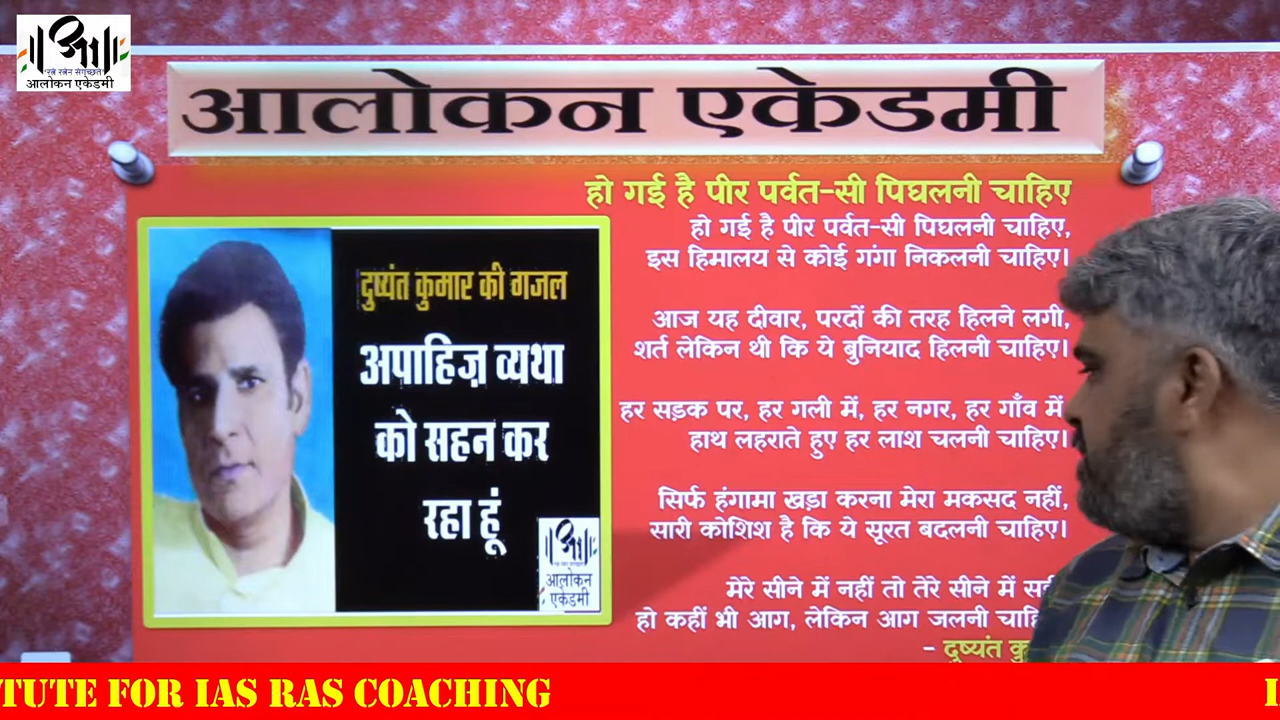 आलोकन एकेडमी
आलोकन एकेडमी
हो गई है पीर पर्वत-सी पिघलनी चाहिए
हो गई है पीर पर्वत-सी पिघलनी चाहिए,
इस हिमालय से कोई गंगा निकलनी चाहिए।
आज यह दीवार, परदों की तरह हिलने लगी,
शर्त लेकिन थी कि ये बुनियाद हिलनी चाहिए।
हर सड़क पर, हर गली में, हर नगर, हर गाँव में
हाथ लहराते हुए हर लाश चलनी चाहिए।
सिर्फ हंगामा खड़ा करना मेरा मकसद नहीं,
सारी कोशिश है कि ये सूरत बदलनी चाहिए।
मेरे सीने में नहीं तो तेरे सीने में
हो कहीं भी आग, लेकिन आग जलनी
- दुष्यंत
दुष्यंत कुमार की गजल
अपाहिज़ व्यथा
को सहन कर
रहा हूं
आलोकन
एकेडमी
TUTE FOR IAS RAS COACHING